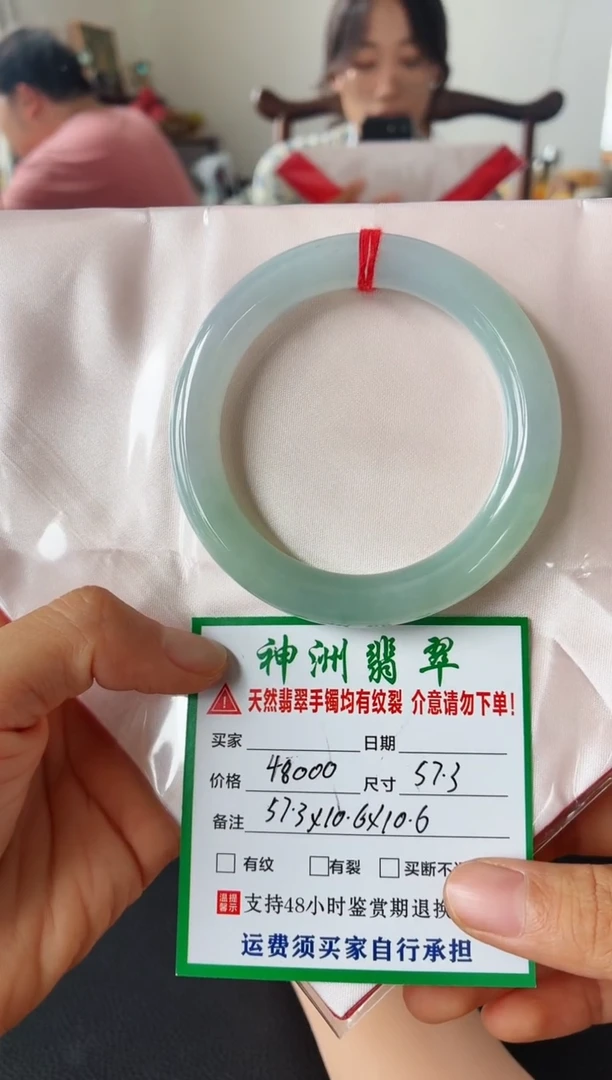 神洲翡翠
天然翡翠手镯均有纹裂 介意请勿下单!
买家 日期
价格 48000 尺寸 57.3
备注 57.3x10.6x10.6
有纹 有裂 买断不
温馨提示 支持48小时鉴赏期退换
运费须买家自行承担